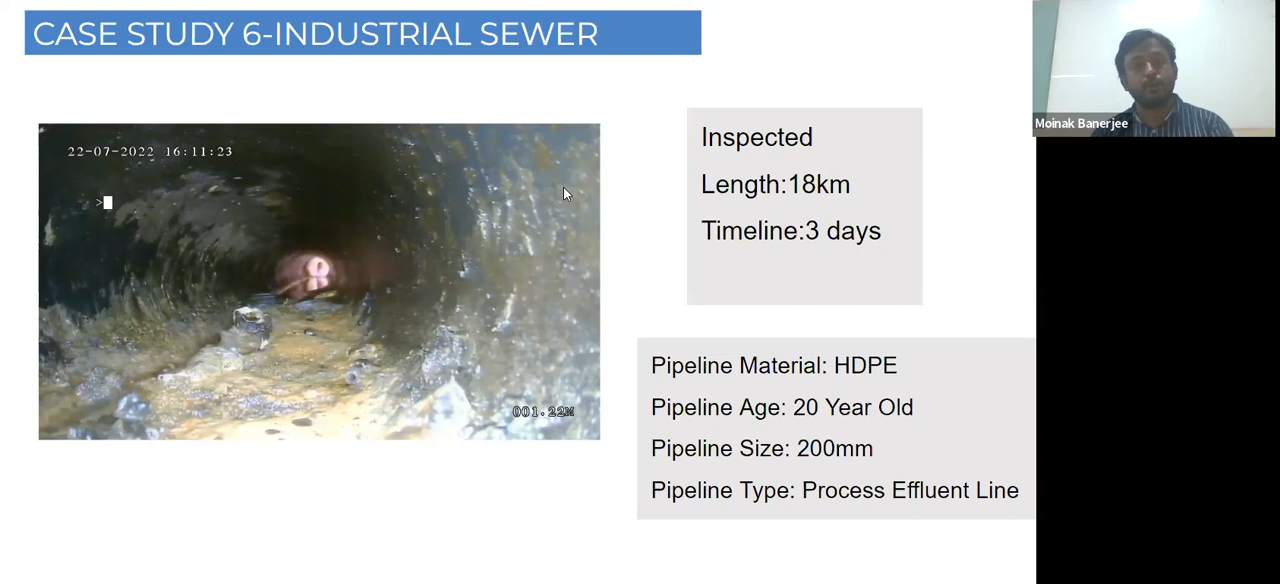 CASE STUDY 6-INDUSTRIAL SEWER
Moinak Banerjee
22-07-2022 16:11:23
>
001.22M
Inspected
Length:18km
Timeline:3 days
Pipeline Material: HDPE
Pipeline Age: 20 Year Old
Pipeline Size: 200mm
Pipeline Type: Process Effluent Line